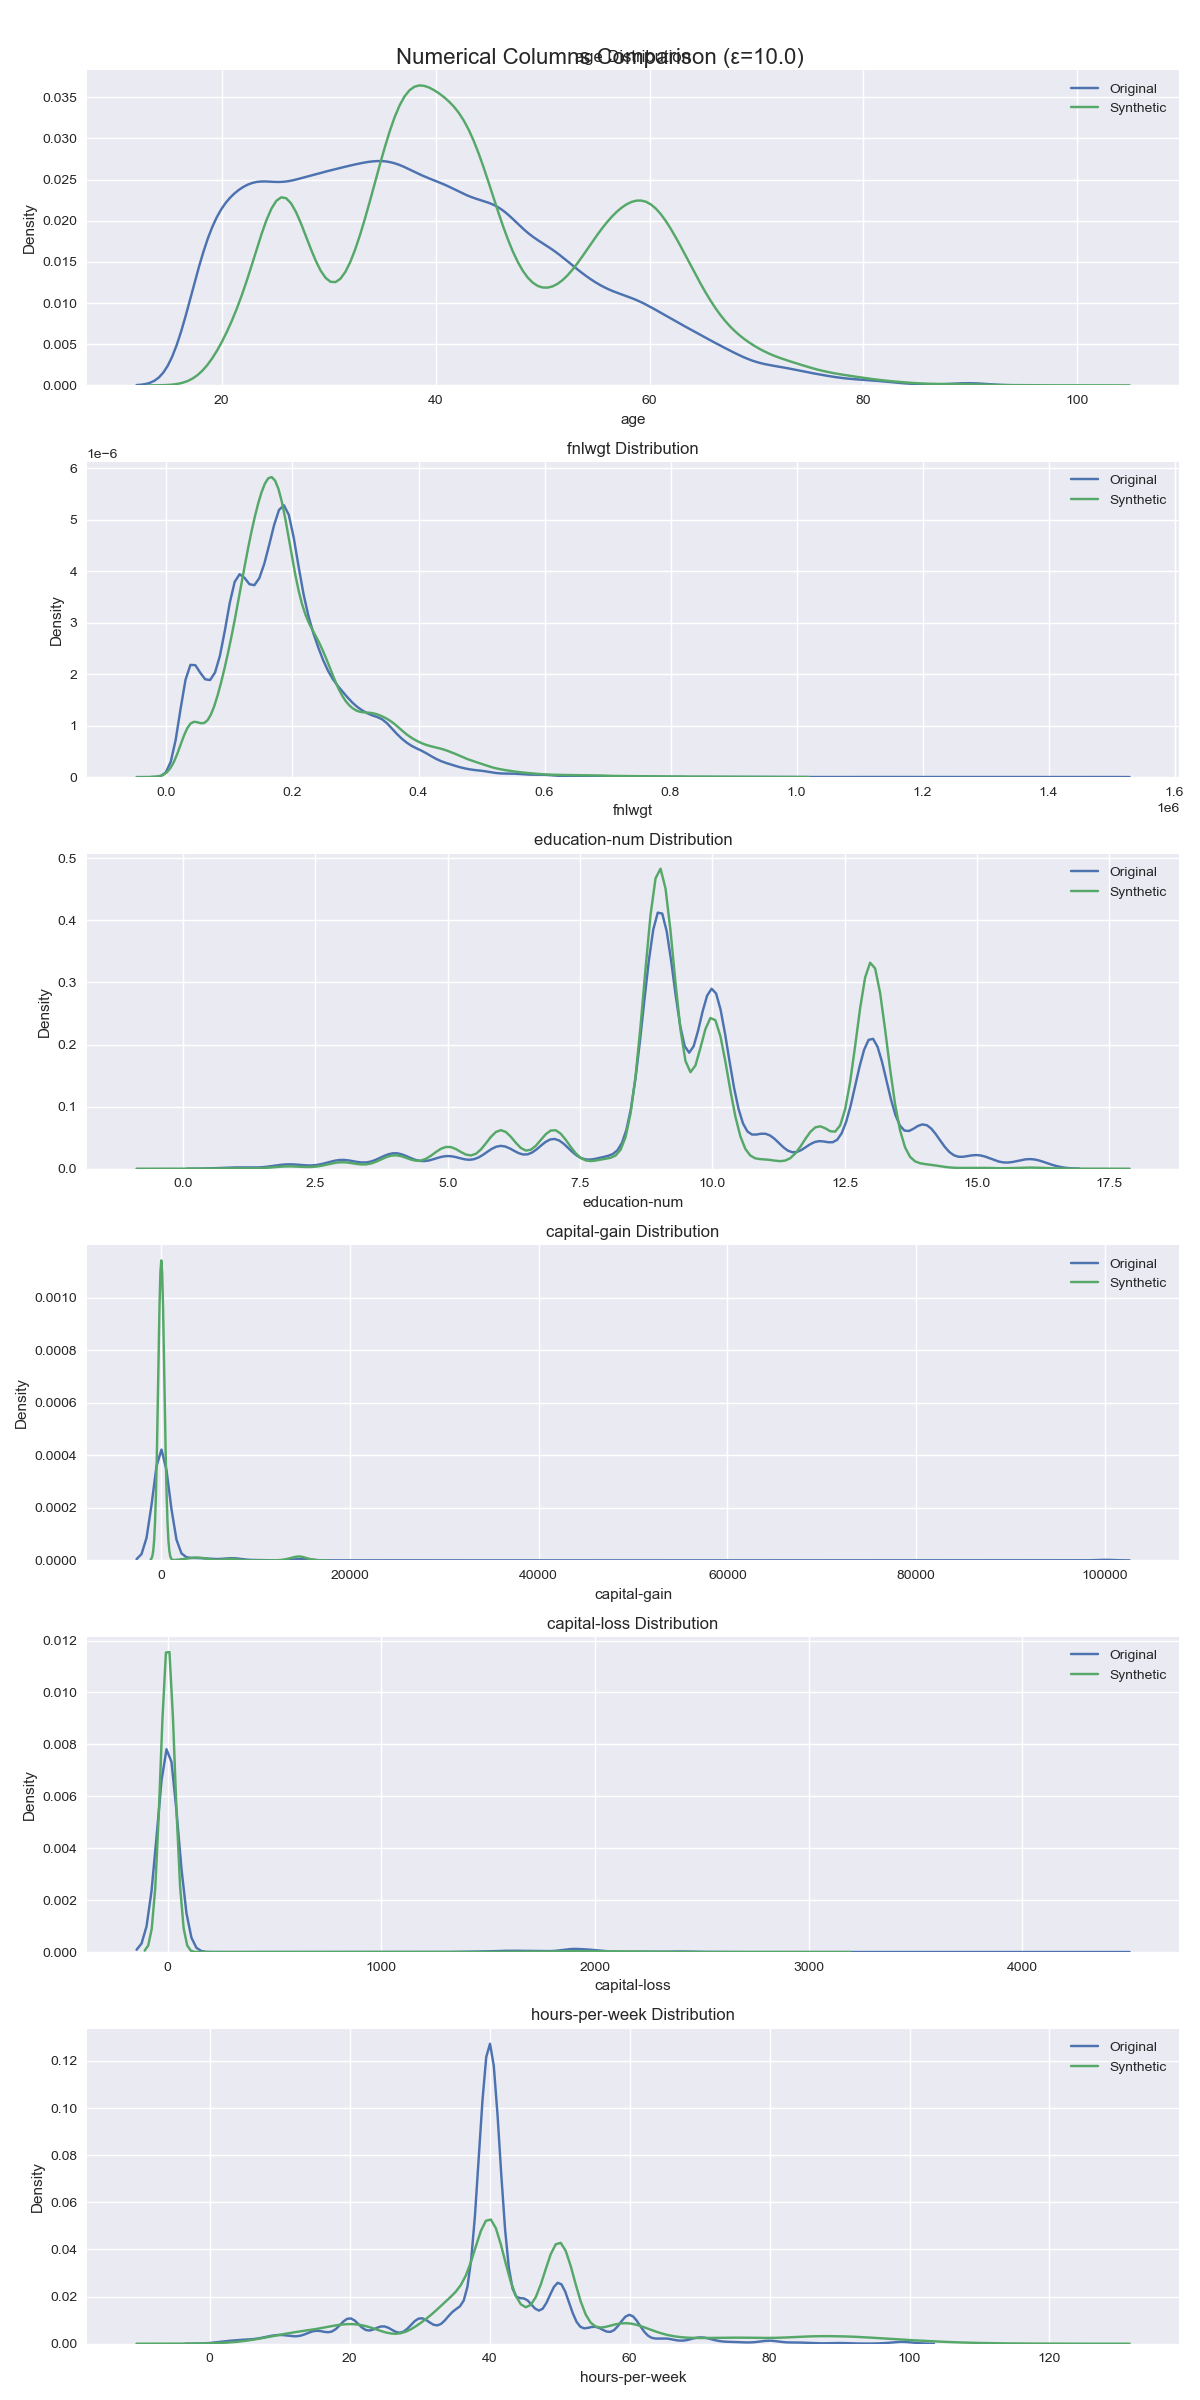 Numerical Columns Comparison (ε=10.0)
age Distribution
Original
Synthetic
0.035
0.030
0.025
0.020
0.015
0.010
0.005
0.000
Density
20 40 60 80 100
age
fnlwgt Distribution
1e−6
Original
Synthetic
6
5
4
3
2
1
0
Density
0.0 0.2 0.4 0.6 0.8 1.0 1.2 1.4 1.6
1e6
fnlwgt
education-num Distribution
Original
Synthetic
0.5
0.4
0.3
0.2
0.1
0.0
Density
0.0 2.5 5.0 7.5 10.0 12.5 15.0 17.5
education-num
capital-gain Distribution
Original
Synthetic
0.0010
0.0008
0.0006
0.0004
0.0002
0.0000
Density
0 20000 40000 60000 80000 100000
capital-gain
capital-loss Distribution
Original
Synthetic
0.012
0.010
0.008
0.006
0.004
0.002
0.000
Density
0 1000 2000 3000 4000
capital-loss
hours-per-week Distribution
Original
Synthetic
0.12
0.10
0.08
0.06
0.04
0.02
0.00
Density
0 20 40 60 80 100 120
hours-per-week